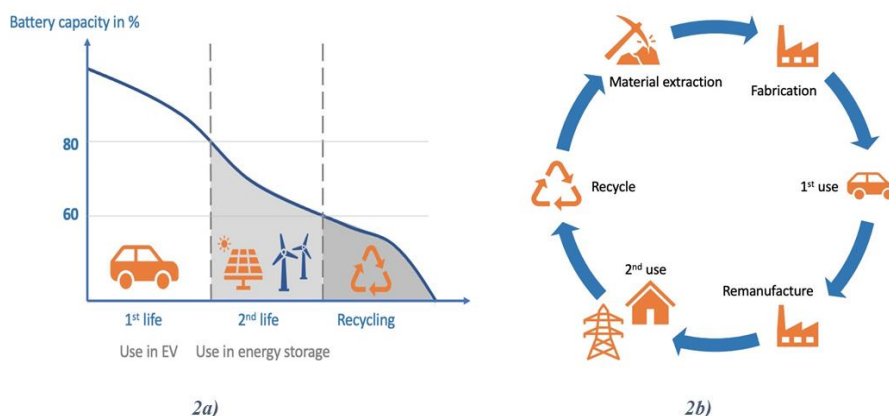 Battery capacity in %
80
60
1st life
2nd life
Recycling
Use in EV
Use in energy storage
2a)
Material extraction
Fabrication
1st use
Remanufacture
2nd use
Recycle
2b)